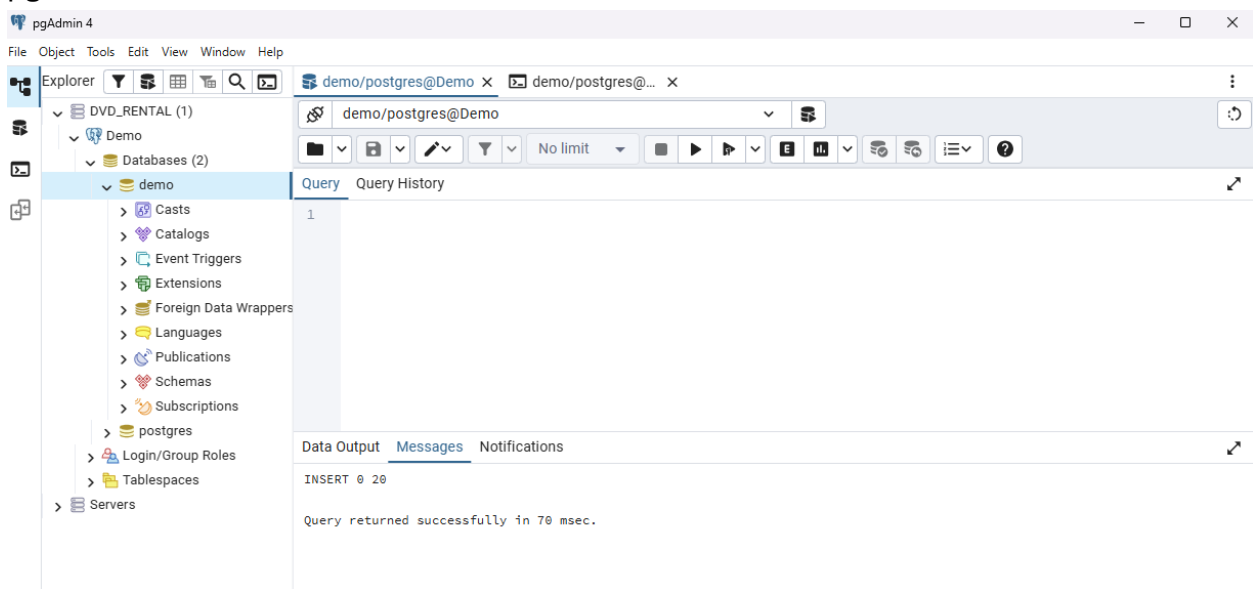 pgAdmin 4
File Object Tools Edit View Window Help
Explorer
demo/postgres@Demo
demo/postgres@...
DVD_RENTAL (1)
demo/postgres@Demo
Demo
Databases (2)
No limit
E
demo
Query Query History
Casts
1
Catalogs
Event Triggers
Extensions
Foreign Data Wrappers
Languages
Publications
Schemas
Subscriptions
postgres
Data Output Messages Notifications
Login/Group Roles
Tablespaces
INSERT 0 20
Servers
Query returned successfully in 70 msec.